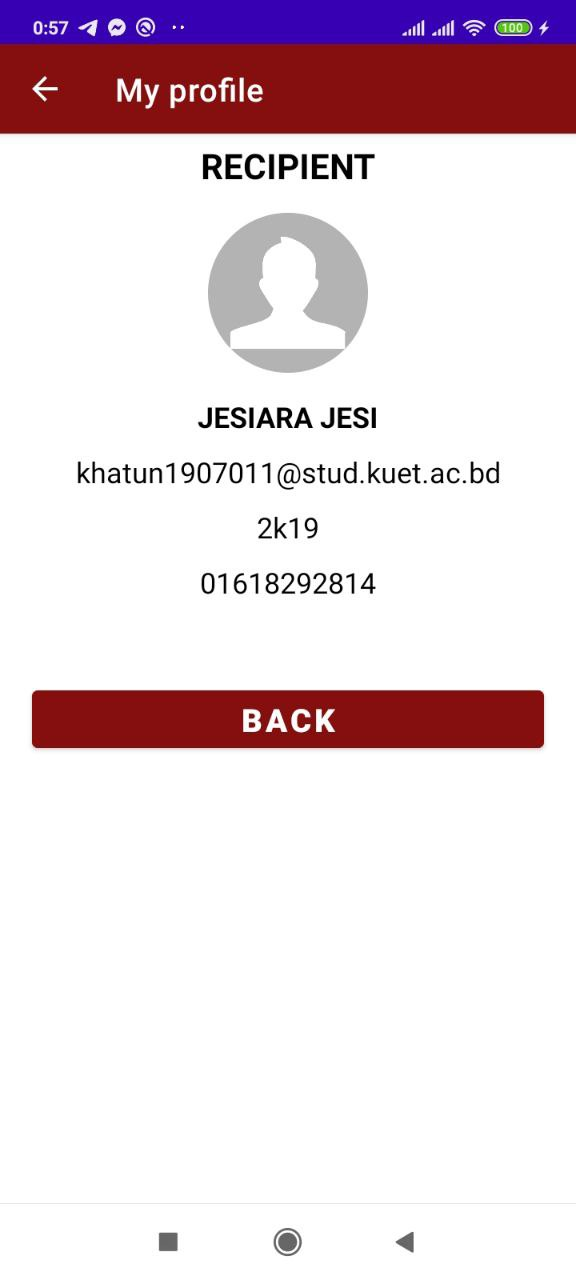 0:57
100
My profile
RECIPIENT
JESIARA JESI
khatun1907011@stud.kuet.ac.bd
2k19
01618292814
BACK